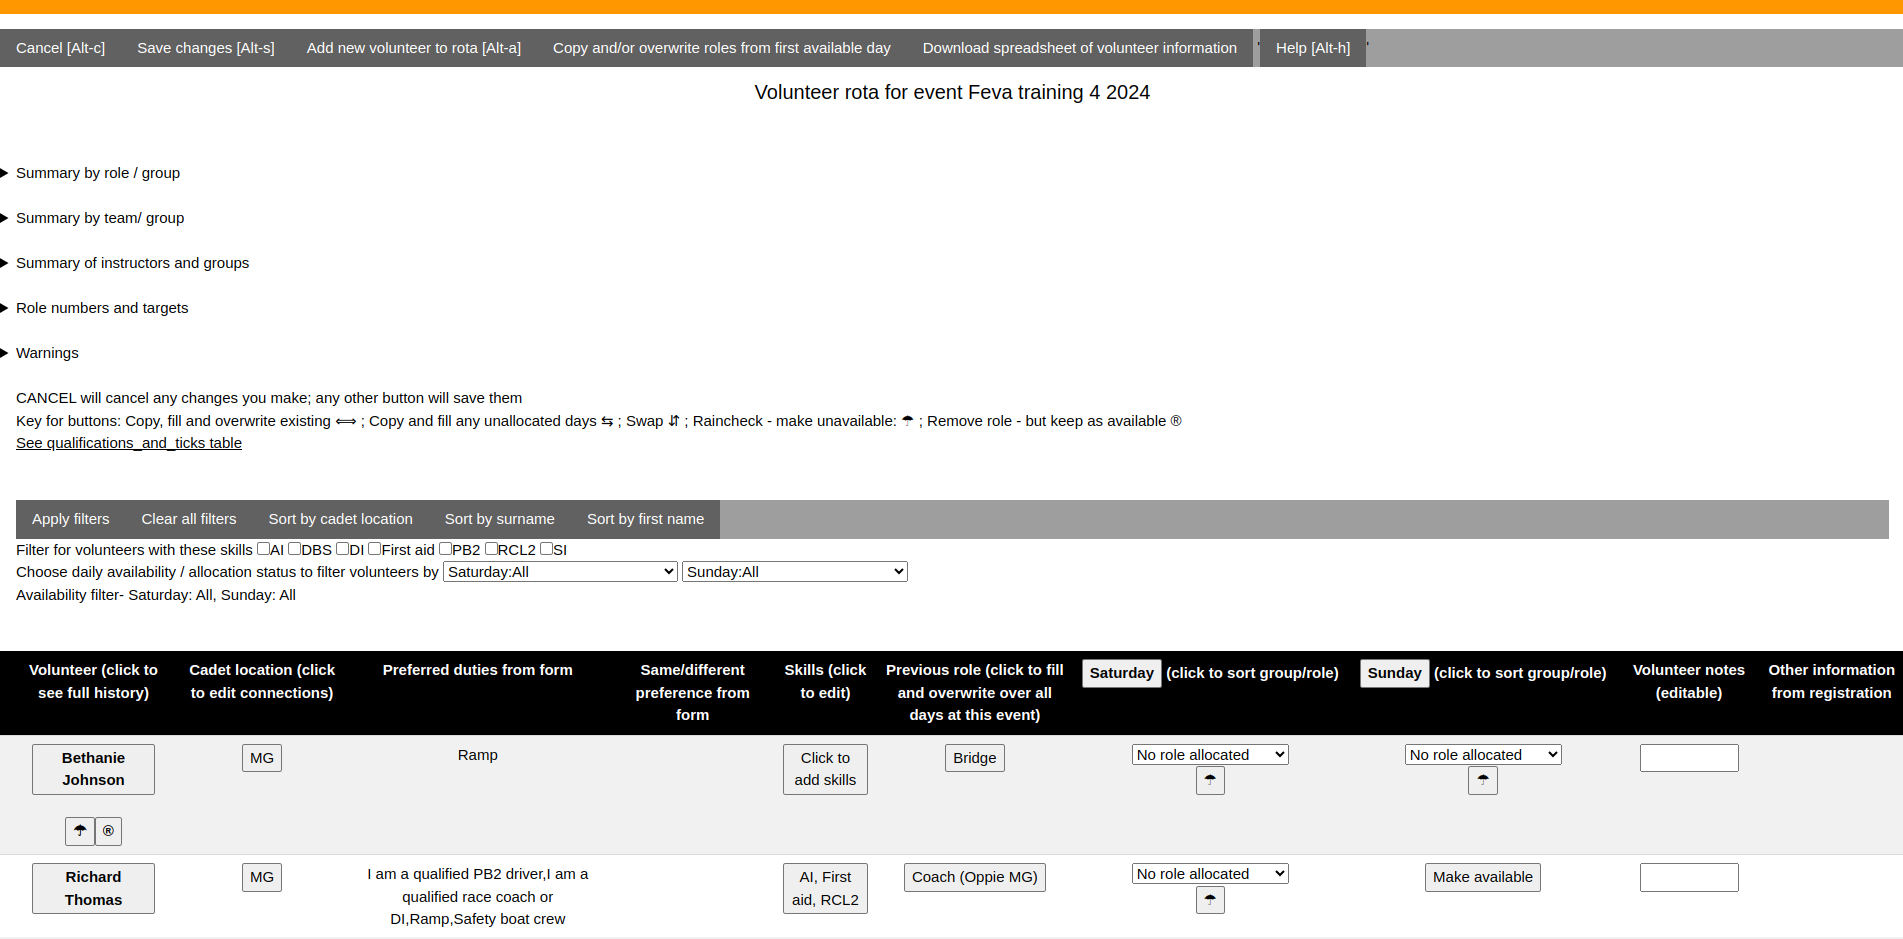 Cancel [Alt-c] Save changes [Alt-s] Add new volunteer to rota [Alt-a] Copy and/or overwrite roles from first available day Download spreadsheet of volunteer information ' Help [Alt-h] '
Volunteer rota for event Feva training 4 2024
Summary by role / group
Summary by team/ group
Summary of instructors and groups
Role numbers and targets
Warnings
CANCEL will cancel any changes you make; any other button will save them
Key for buttons: Copy, fill and overwrite existing ⟺ ; Copy and fill any unallocated days ⇆ ; Swap ⇵ ; Raincheck - make unavailable: ☂ ; Remove role - but keep as available ®
See qualifications_and_ticks table
Apply filters Clear all filters Sort by cadet location Sort by surname Sort by first name
Filter for volunteers with these skills AI DBS DI First aid PB2 RCL2 SI
Choose daily availability / allocation status to filter volunteers by Saturday:All Sunday:All
Availability filter- Saturday: All, Sunday: All
Volunteer (click to see full history) Cadet location (click to edit connections) Preferred duties from form Same/different preference from form Skills (click to edit) Previous role (click to fill and overwrite over all days at this event) Saturday (click to sort group/role) Sunday (click to sort group/role) Volunteer notes (editable) Other information from registration
Bethanie Johnson MG Ramp Click to add skills Bridge No role allocated No role allocated
☂ ® ☂ ☂
Richard Thomas MG I am a qualified PB2 driver,I am a qualified race coach or DI,Ramp,Safety boat crew AI, First aid, RCL2 Coach (Oppie MG) No role allocated ☂ Make available